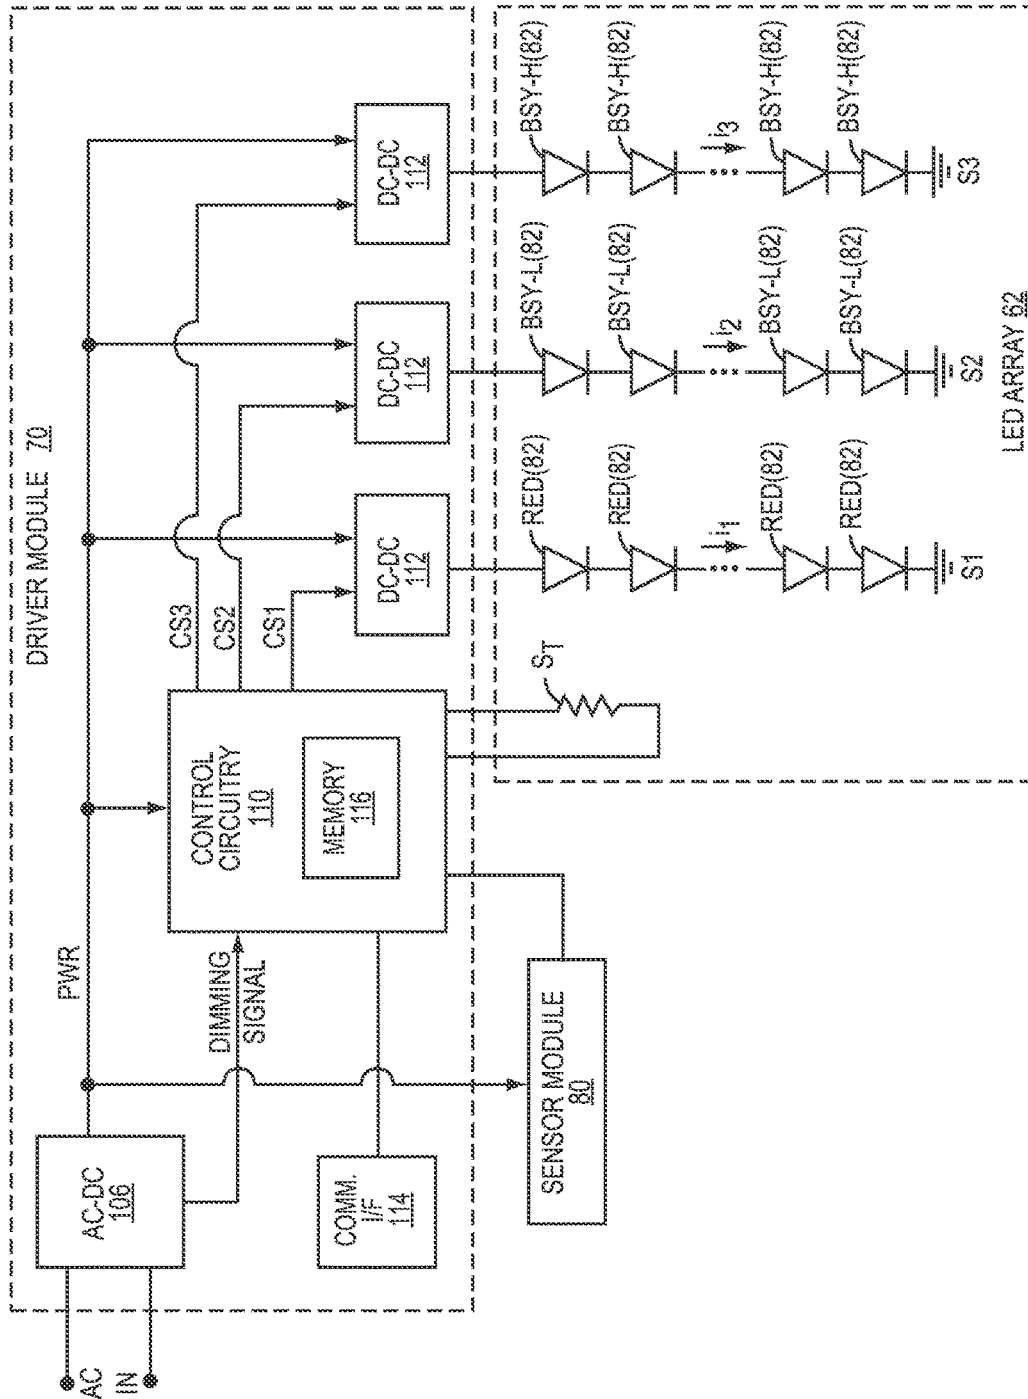 DRIVER MODULE 70
AC
IN
AC-DC
106
PWR
DIMMING
SIGNAL
COMM.
I/F
114
CONTROL
CIRCUITRY
110
MEMORY
116
CS3
CS2
CS1
DC-DC
112
DC-DC
112
DC-DC
112
SENSOR MODULE
80
ST
RED(82)
RED(82)
i1
RED(82)
RED(82)
S1
BSY-L(82)
BSY-L(82)
i2
BSY-L(82)
BSY-L(82)
S2
BSY-H(82)
BSY-H(82)
i3
BSY-H(82)
BSY-H(82)
S3
LED ARRAY 62